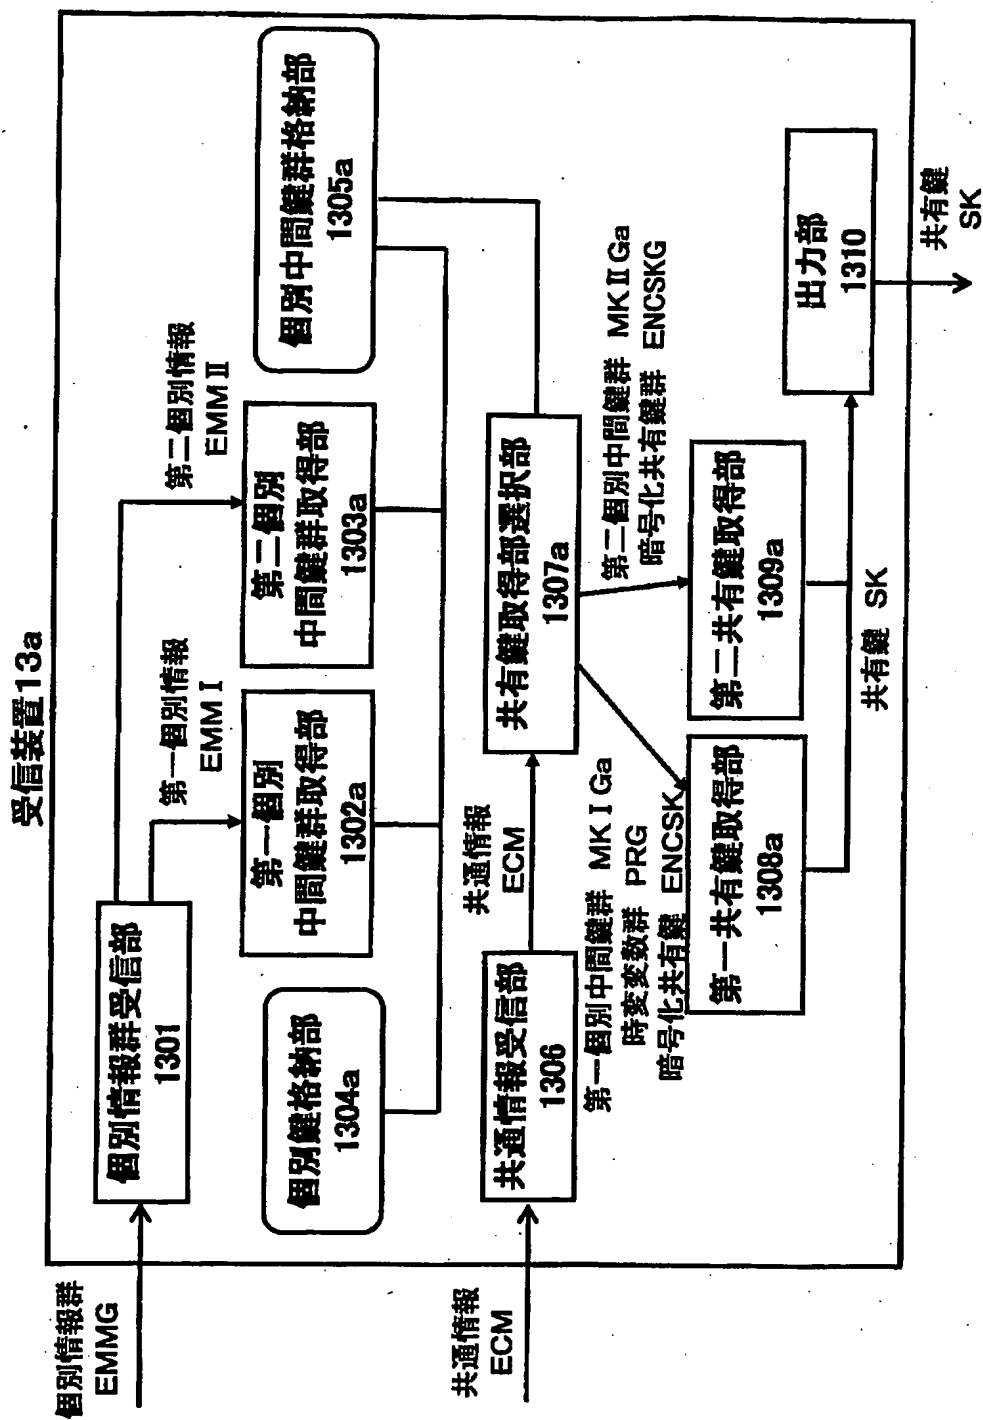 受信装置13a
個別情報群
EMMG
個別情報群受信部
1301
第一個別情報
EMMⅠ
第二個別情報
EMMⅡ
個別鍵格納部
1304a
第一個別
中間鍵群取得部
1302a
第二個別
中間鍵群取得部
1303a
個別中間鍵群格納部
1305a
共通情報
ECM
共通情報受信部
1306
共通情報
ECM
共有鍵取得部選択部
1307a
第一個別中間鍵群 MKⅠGa
時変変数群 PRG
暗号化共有鍵 ENCSK
第二個別中間鍵群 MKⅡGa
暗号化共有鍵群 ENCSKG
第一共有鍵取得部
1308a
第二共有鍵取得部
1309a
共有鍵 SK
出力部
1310
共有鍵
SK